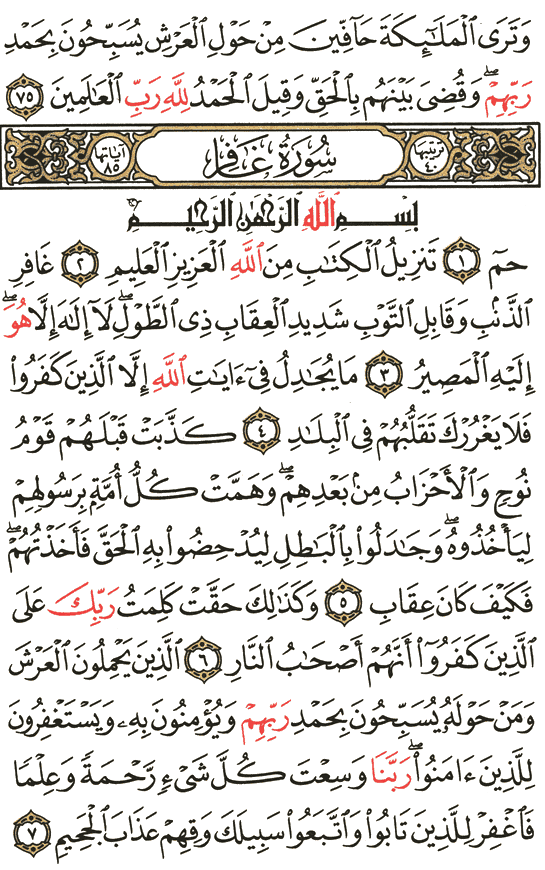 وَتَرَى ٱلْمَلَٰٓئِكَةَ حَآفِّينَ مِنْ حَوْلِ ٱلْعَرْشِ يُسَبِّحُونَ بِحَمْدِ
رَبِّهِمْۖ وَقُضِىَ بَيْنَهُم بِٱلْحَقِّ وَقِيلَ ٱلْحَمْدُ لِلَّهِ رَبِّ ٱلْعَٰلَمِينَ ٧٥
ترتيبها ٤٠ سُورَةُ غَافِر آياتها ٨٥
بِسْمِ ٱللَّهِ ٱلرَّحْمَٰنِ ٱلرَّحِيمِ
حمٓ ١ تَنزِيلُ ٱلْكِتَٰبِ مِنَ ٱللَّهِ ٱلْعَزِيزِ ٱلْعَلِيمِ ٢ غَافِرِ
ٱلذَّنۢبِ وَقَابِلِ ٱلتَّوْبِ شَدِيدِ ٱلْعِقَابِ ذِى ٱلطَّوْلِۖ لَآ إِلَٰهَ إِلَّا هُوَۖ
إِلَيْهِ ٱلْمَصِيرُ ٣ مَا يُجَٰدِلُ فِىٓ ءَايَٰتِ ٱللَّهِ إِلَّا ٱلَّذِينَ كَفَرُوا۟
فَلَا يَغْرُرْكَ تَقَلُّبُهُمْ فِى ٱلْبِلَٰدِ ٤ كَذَّبَتْ قَبْلَهُمْ قَوْمُ
نُوحٍ وَٱلْأَحْزَابُ مِنۢ بَعْدِهِمْۖ وَهَمَّتْ كُلُّ أُمَّةٍۭ بِرَسُولِهِمْ
لِيَأْخُذُوهُۖ وَجَٰدَلُوا۟ بِٱلْبَٰطِلِ لِيُدْحِضُوا۟ بِهِ ٱلْحَقَّ فَأَخَذْتُهُمْۖ
فَكَيْفَ كَانَ عِقَابِ ٥ وَكَذَٰلِكَ حَقَّتْ كَلِمَتُ رَبِّكَ عَلَى
ٱلَّذِينَ كَفَرُوٓا۟ أَنَّهُمْ أَصْحَٰبُ ٱلنَّارِ ٦ ٱلَّذِينَ يَحْمِلُونَ ٱلْعَرْشَ
وَمَنْ حَوْلَهُۥ يُسَبِّحُونَ بِحَمْدِ رَبِّهِمْ وَيُؤْمِنُونَ بِهِۦ وَيَسْتَغْفِرُونَ
لِلَّذِينَ ءَامَنُوا۟ۖ رَبَّنَا وَسِعْتَ كُلَّ شَىْءٍ رَّحْمَةً وَعِلْمًا
فَٱغْفِرْ لِلَّذِينَ تَابُوا۟ وَٱتَّبَعُوا۟ سَبِيلَكَ وَقِهِمْ عَذَابَ ٱلْجَحِيمِ ٧